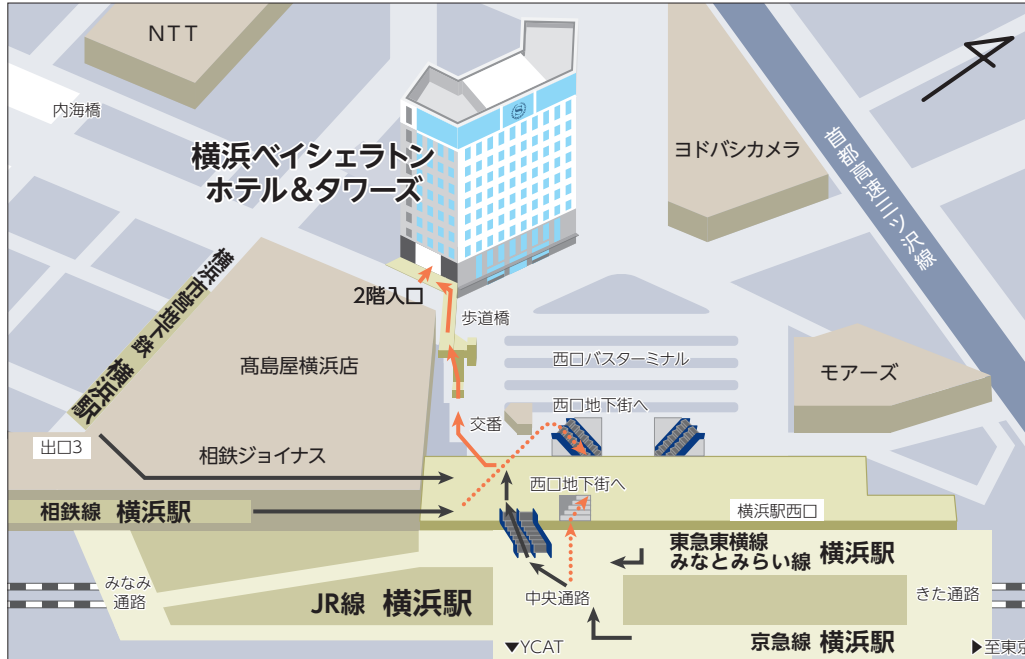 NTT
内海橋
横浜ベイシェラトン
ホテル＆タワーズ
ヨドバシカメラ
首都高速三ツ沢線
横浜市営地下鉄 横浜駅
2階入口
歩道橋
髙島屋横浜店
西口バスターミナル
モアーズ
西口地下街へ
交番
出口3
相鉄ジョイナス
西口地下街へ
相鉄線 横浜駅
横浜駅西口
東急東横線
みなとみらい線 横浜駅
みなみ
通路
JR線 横浜駅
中央通路
きた通路
京急線 横浜駅
▼YCAT
▶至東京